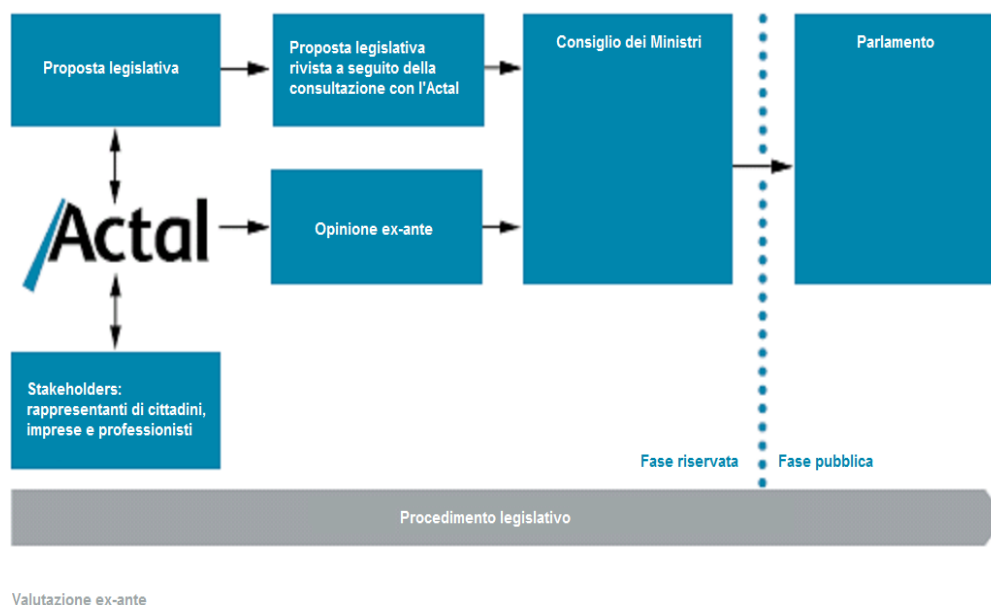 Proposta legislativa
Proposta legislativa
rivista a seguito della
consultazione con l'Actal
Consiglio dei Ministri
Parlamento
Actal
Opinione ex-ante
Stakeholders:
rappresentanti di cittadini,
imprese e professionisti
Fase riservata
Fase pubblica
Procedimento legislativo
Valutazione ex-ante